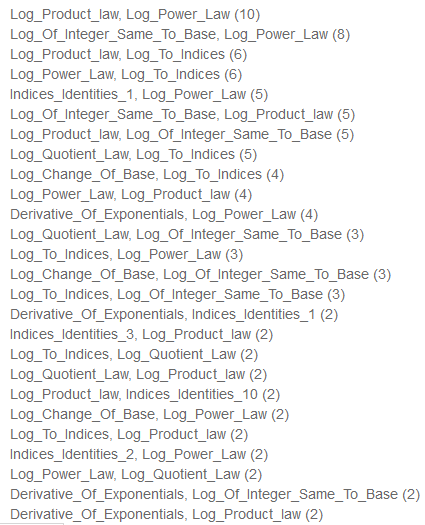 Log_Product_law, Log_Power_Law (10)
Log_Of_Integer_Same_To_Base, Log_Power_Law (8)
Log_Product_law, Log_To_Indices (6)
Log_Power_Law, Log_To_Indices (6)
Indices_Identities_1, Log_Power_Law (5)
Log_Of_Integer_Same_To_Base, Log_Product_law (5)
Log_Product_law, Log_Of_Integer_Same_To_Base (5)
Log_Quotient_Law, Log_To_Indices (5)
Log_Change_Of_Base, Log_To_Indices (4)
Log_Power_Law, Log_Product_law (4)
Derivative_Of_Exponentials, Log_Power_Law (4)
Log_Quotient_Law, Log_Of_Integer_Same_To_Base (3)
Log_To_Indices, Log_Power_Law (3)
Log_Change_Of_Base, Log_Of_Integer_Same_To_Base (3)
Log_To_Indices, Log_Of_Integer_Same_To_Base (3)
Derivative_Of_Exponentials, Indices_Identities_1 (2)
Indices_Identities_3, Log_Product_law (2)
Log_To_Indices, Log_Quotient_Law (2)
Log_Quotient_Law, Log_Product_law (2)
Log_Product_law, Indices_Identities_10 (2)
Log_Change_Of_Base, Log_Power_Law (2)
Log_To_Indices, Log_Product_law (2)
Indices_Identities_2, Log_Power_Law (2)
Log_Power_Law, Log_Quotient_Law (2)
Derivative_Of_Exponentials, Log_Of_Integer_Same_To_Base (2)
Derivative_Of_Exponentials, Log_Product_law (2)